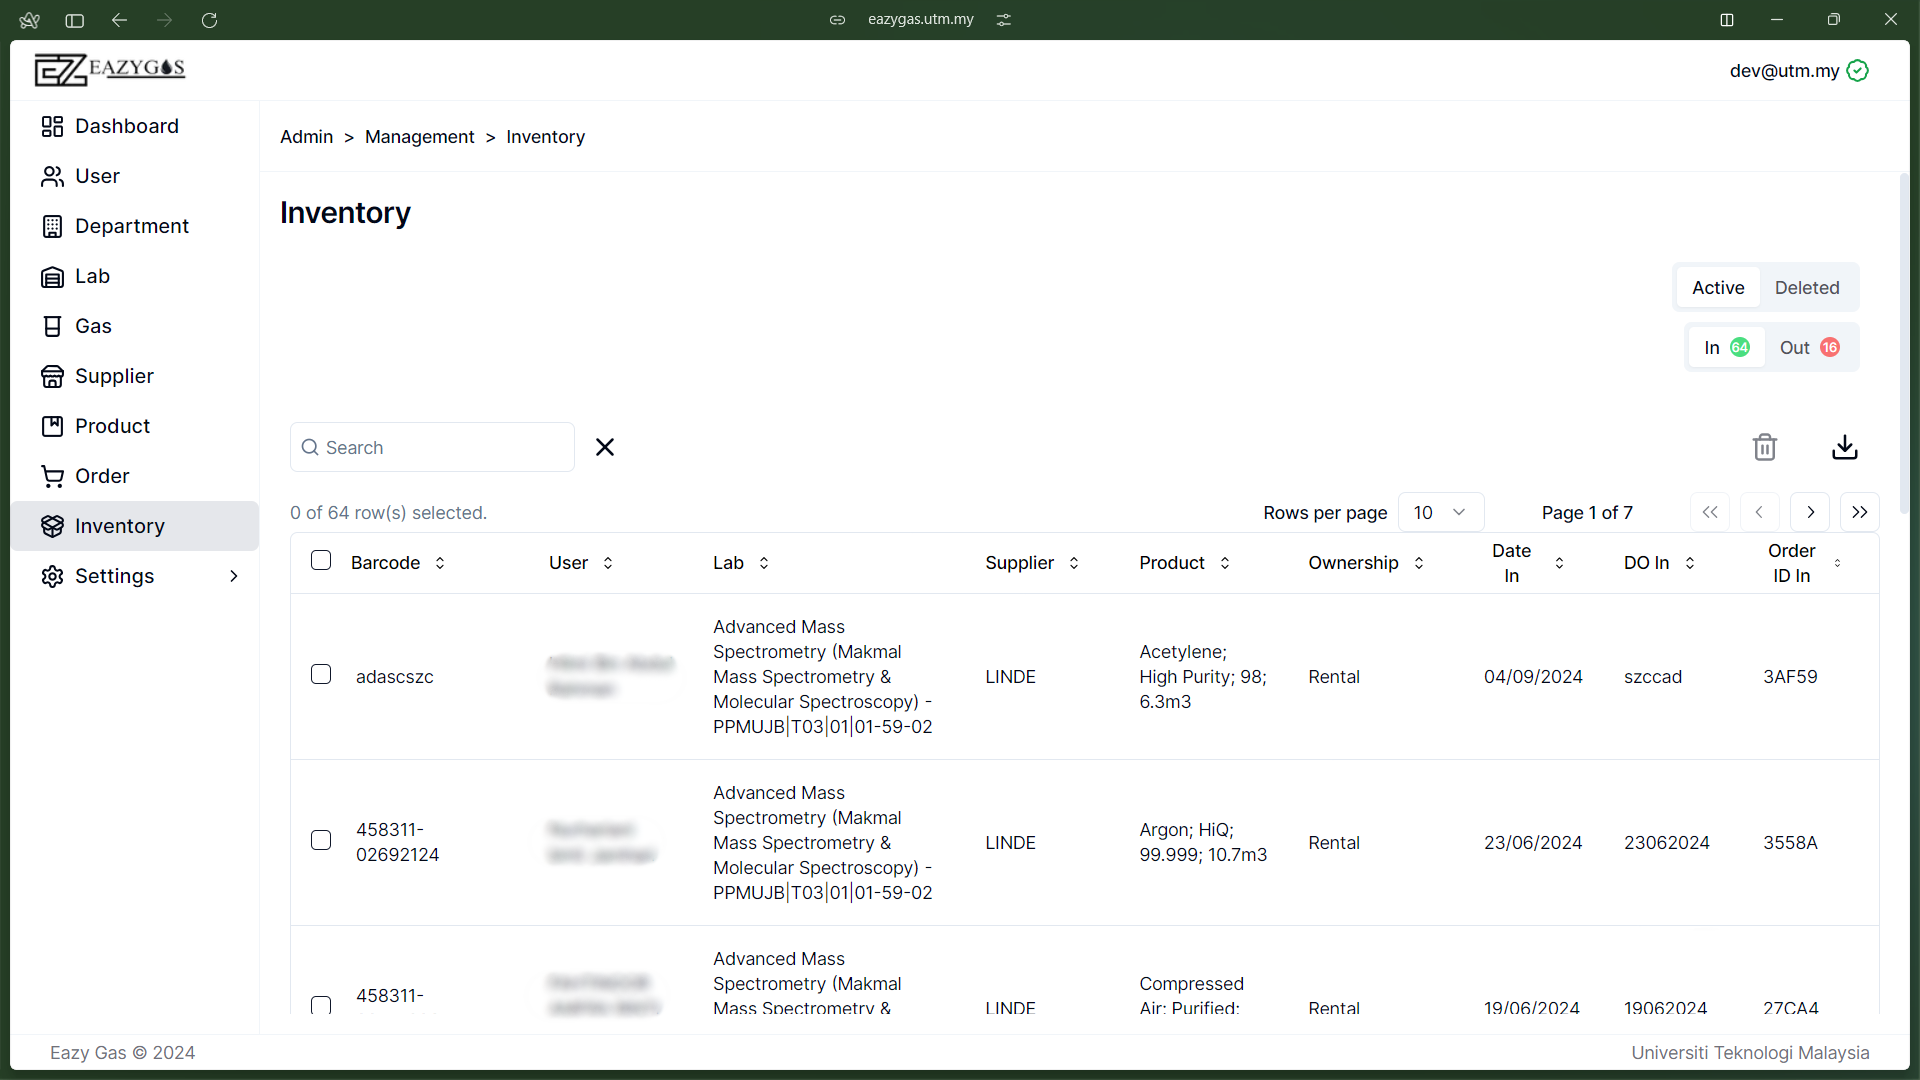 eazygas.utm.my
EZ EAZYGAS
dev@utm.my
Dashboard
User
Department
Lab
Gas
Supplier
Product
Order
Inventory
Settings
Admin > Management > Inventory
Inventory
Active Deleted
In 64 Out 16
Search
0 of 64 row(s) selected.
Rows per page 10 Page 1 of 7
Barcode User Lab Supplier Product Ownership Date In DO In Order ID In
adascszc
Advanced Mass
Spectrometry (Makmal
Mass Spectrometry &
Molecular Spectroscopy) -
PPMUJB|T03|01|01-59-02
LINDE
Acetylene;
High Purity; 98;
6.3m3
Rental
04/09/2024
szccad
3AF59
458311-
02692124
Advanced Mass
Spectrometry (Makmal
Mass Spectrometry &
Molecular Spectroscopy) -
PPMUJB|T03|01|01-59-02
LINDE
Argon; HiQ;
99.999; 10.7m3
Rental
23/06/2024
23062024
3558A
458311-
Advanced Mass
Spectrometry (Makmal
Mass Spectrometry &
LINDE
Compressed
Air; Purified;
Rental
19/06/2024
19062024
27CA4
Eazy Gas © 2024
Universiti Teknologi Malaysia